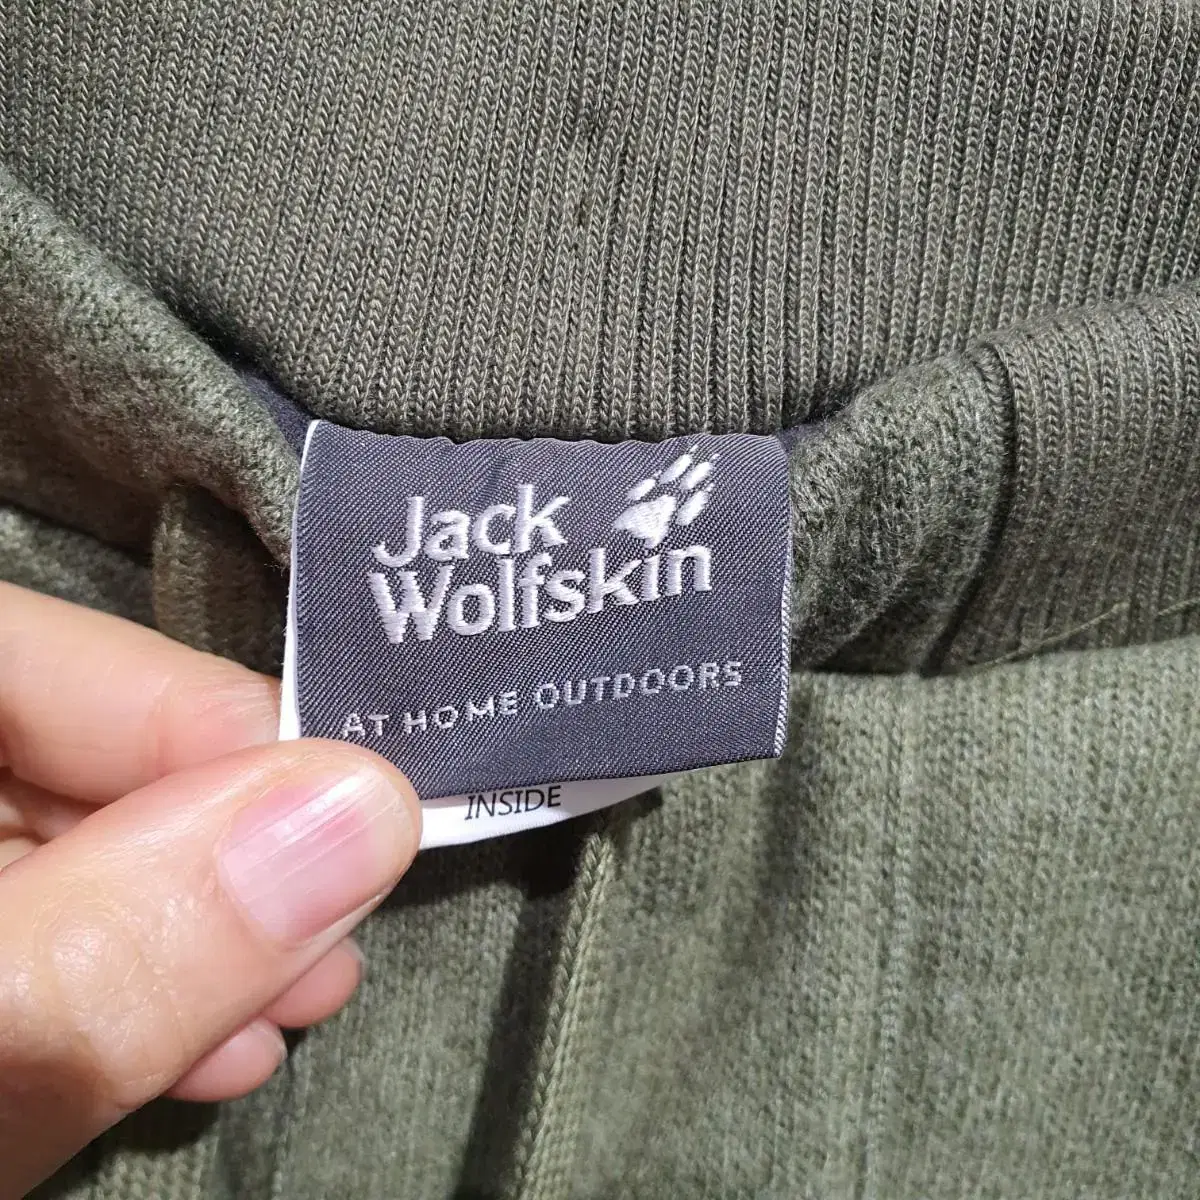 Jack
Wolfskin
AT HOME OUTDOORS
INSIDE